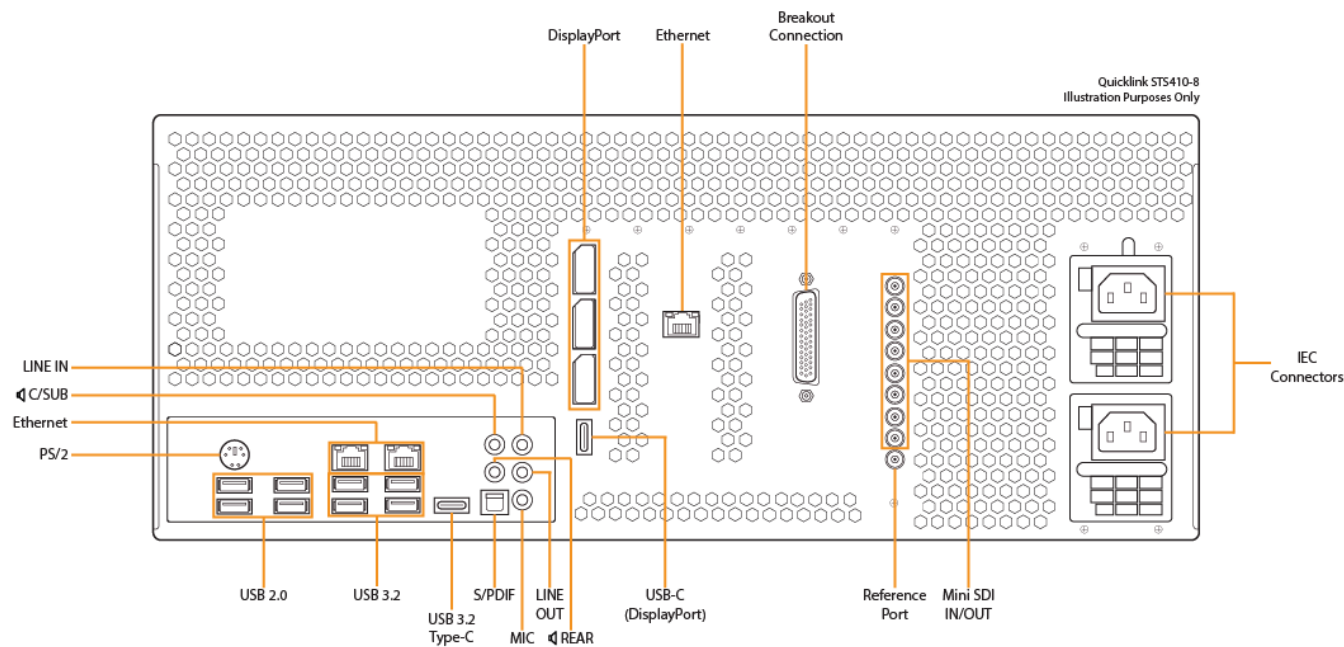 DisplayPort
Ethernet
Breakout
Connection
Quicklink STS410-8
Illustration Purposes Only
LINE IN
C/SUB
Ethernet
PS/2
IEC
Connectors
USB 2.0
USB 3.2
USB 3.2
Type-C
S/PDIF
MIC
LINE
OUT
REAR
USB-C
(DisplayPort)
Reference
Port
Mini SDI
IN/OUT